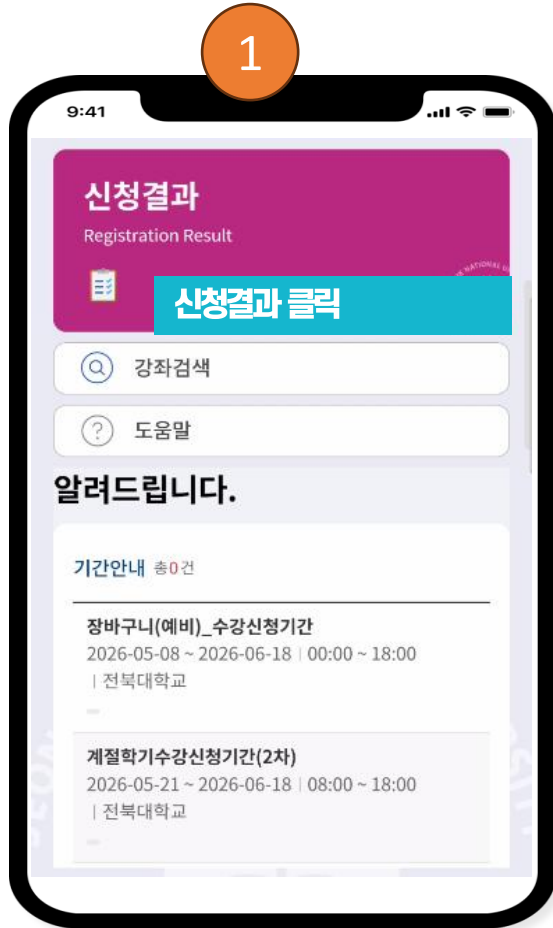 1
9:41
신청결과
Registration Result
NATIONAL
신청결과 클릭
강좌검색
? 도움말
알려드립니다.
기간안내 총0건
장바구니(예비)_수강신청기간
2026-05-08 ~ 2026-06-18 | 00:00 ~ 18:00
| 전북대학교
계절학기수강신청기간(2차)
2026-05-21 ~ 2026-06-18 | 08:00 ~ 18:00
| 전북대학교